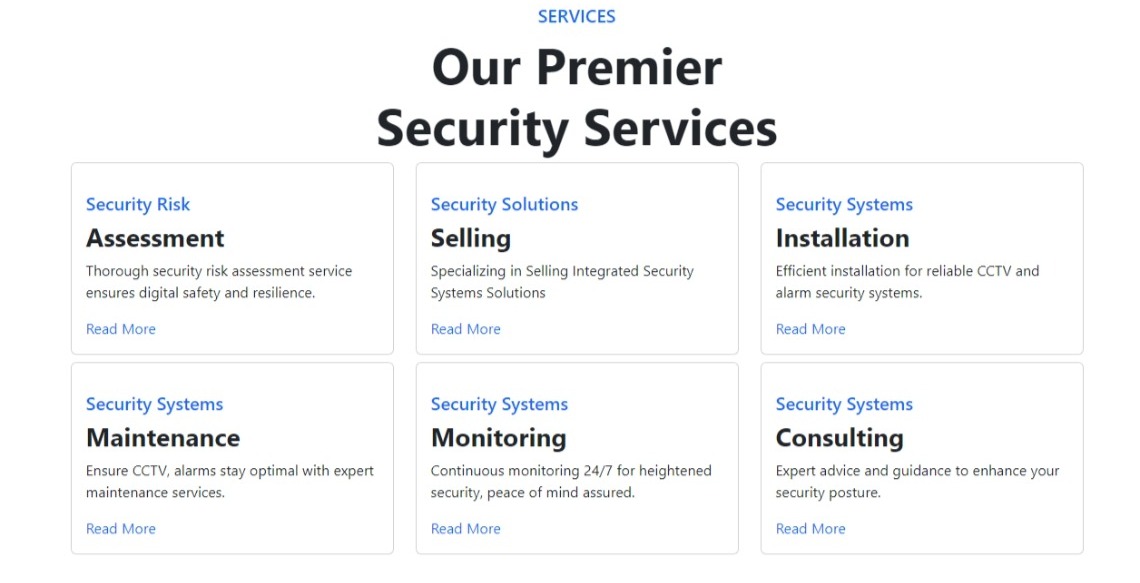 SERVICES
Our Premier
Security Services
Security Risk
Assessment
Thorough security risk assessment service
ensures digital safety and resilience.
Read More
Security Solutions
Selling
Specializing in Selling Integrated Security
Systems Solutions
Read More
Security Systems
Installation
Efficient installation for reliable CCTV and
alarm security systems.
Read More
Security Systems
Maintenance
Ensure CCTV, alarms stay optimal with expert
maintenance services.
Read More
Security Systems
Monitoring
Continuous monitoring 24/7 for heightened
security, peace of mind assured.
Read More
Security Systems
Consulting
Expert advice and guidance to enhance your
security posture.
Read More